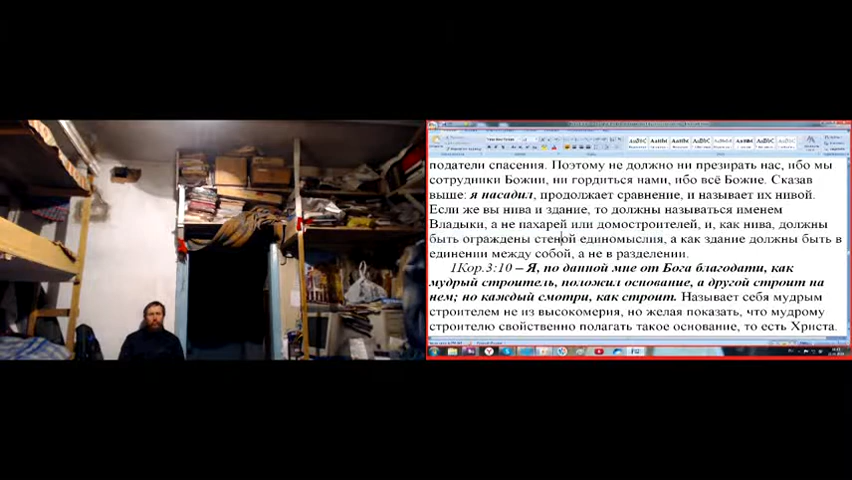 податели спасения. Поэтому не должно ни презирать нас, ибо мы
сотрудники Божии, ни гордиться нами, ибо всё Божие. Сказав
выше: я насадил, продолжает сравнение, и называет их нивой.
Если же вы нива и здание, то должны называться именем
Владыки, а не пахарей или домостроителей, и, как нива, должны
быть ограждены стеной единомыслия, а как здание должны быть в
единении между собой, а не в разделении.
1Кор.3:10 – Я, по данной мне от Бога благодати, как
мудрый строитель, положил основание, а другой строит на
нем; но каждый смотри, как строит. Называет себя мудрым
строителем не из высокомерия, но желая показать, что мудрому
строителю свойственно полагать такое основание, то есть Христа.